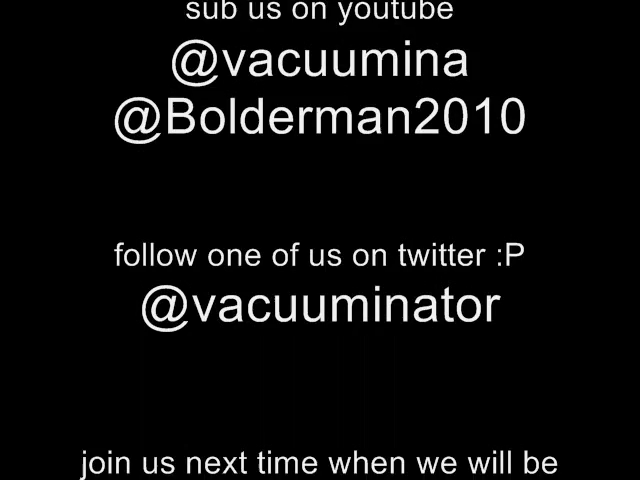 sub us on youtube
@vacuumina
@Bolderman2010
follow one of us on twitter :P
@vacuuminator
join us next time when we will be